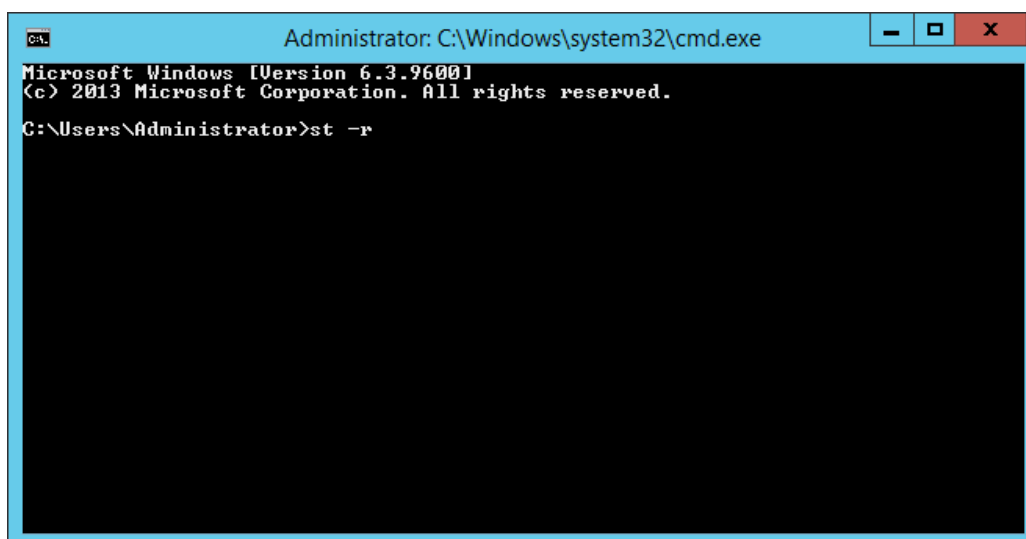 Administrator: C:\Windows\system32\cmd.exe
Microsoft Windows [Version 6.3.9600]
(c) 2013 Microsoft Corporation. All rights reserved.
C:\Users\Administrator>st -r